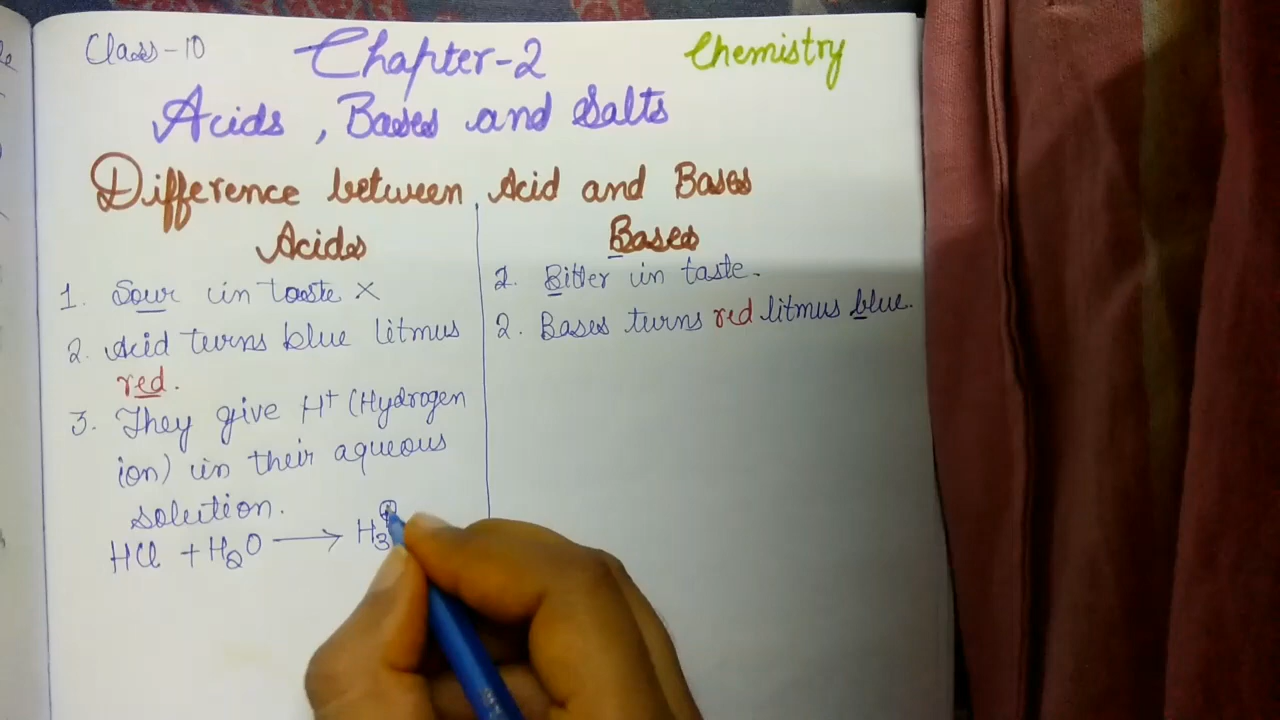 Class-10
Chapter-2
Chemistry
Acids, Bases and Salts
Difference between Acid and Bases
Acids
1. Sour in taste ×
2. Acid turns blue litmus
red.
3. They give H⁺ (Hydrogen
ion) in their aqueous
solution.
HCl + H₂O ⟶ H₃⊕
Bases
2. Bitter in taste.
2. Bases turns red litmus blue.